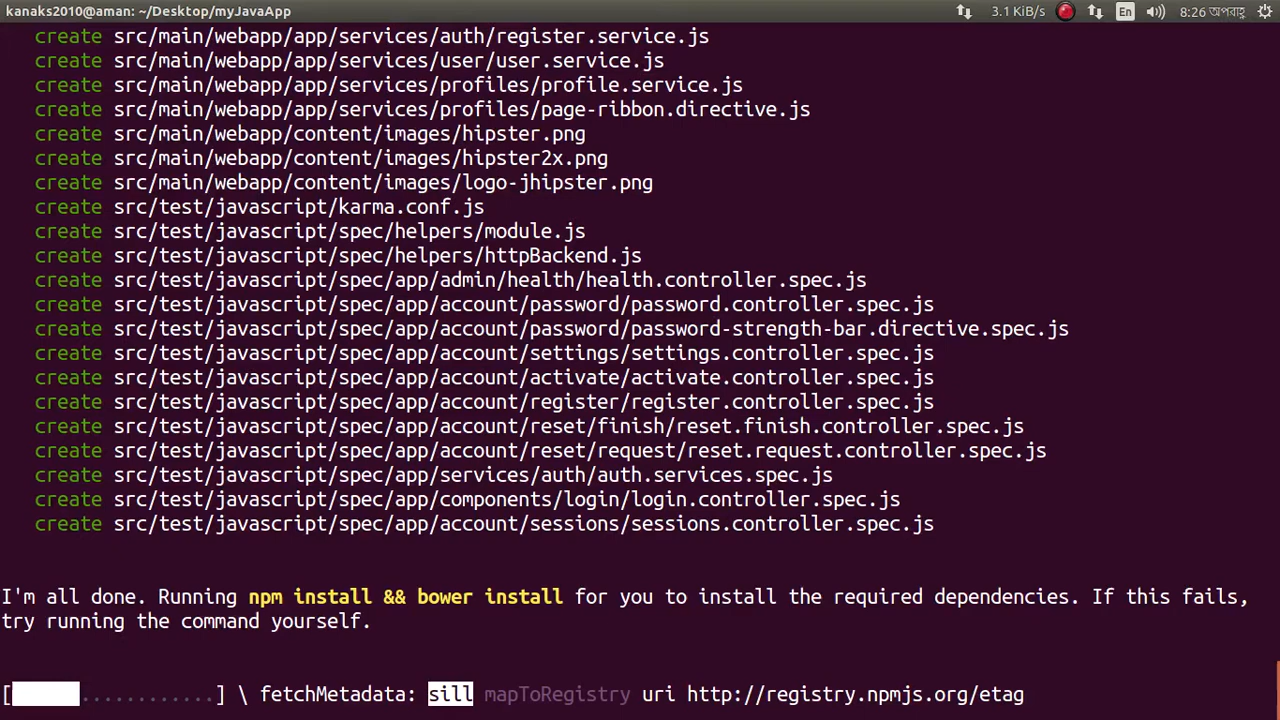 kanaks2010@aman: ~/Desktop/myJavaApp 3.1 KiB/s En 8:26 অপরাহ্ণ
create src/main/webapp/app/services/auth/register.service.js
create src/main/webapp/app/services/user/user.service.js
create src/main/webapp/app/services/profiles/profile.service.js
create src/main/webapp/app/services/profiles/page-ribbon.directive.js
create src/main/webapp/content/images/hipster.png
create src/main/webapp/content/images/hipster2x.png
create src/main/webapp/content/images/logo-jhipster.png
create src/test/javascript/karma.conf.js
create src/test/javascript/spec/helpers/module.js
create src/test/javascript/spec/helpers/httpBackend.js
create src/test/javascript/spec/app/admin/health/health.controller.spec.js
create src/test/javascript/spec/app/account/password/password.controller.spec.js
create src/test/javascript/spec/app/account/password/password-strength-bar.directive.spec.js
create src/test/javascript/spec/app/account/settings/settings.controller.spec.js
create src/test/javascript/spec/app/account/activate/activate.controller.spec.js
create src/test/javascript/spec/app/account/register/register.controller.spec.js
create src/test/javascript/spec/app/account/reset/finish/reset.finish.controller.spec.js
create src/test/javascript/spec/app/account/reset/request/reset.request.controller.spec.js
create src/test/javascript/spec/app/services/auth/auth.services.spec.js
create src/test/javascript/spec/app/components/login/login.controller.spec.js
create src/test/javascript/spec/app/account/sessions/sessions.controller.spec.js
I'm all done. Running npm install && bower install for you to install the required dependencies. If this fails,
try running the command yourself.
[      ............] \ fetchMetadata: sill mapToRegistry uri http://registry.npmjs.org/etag